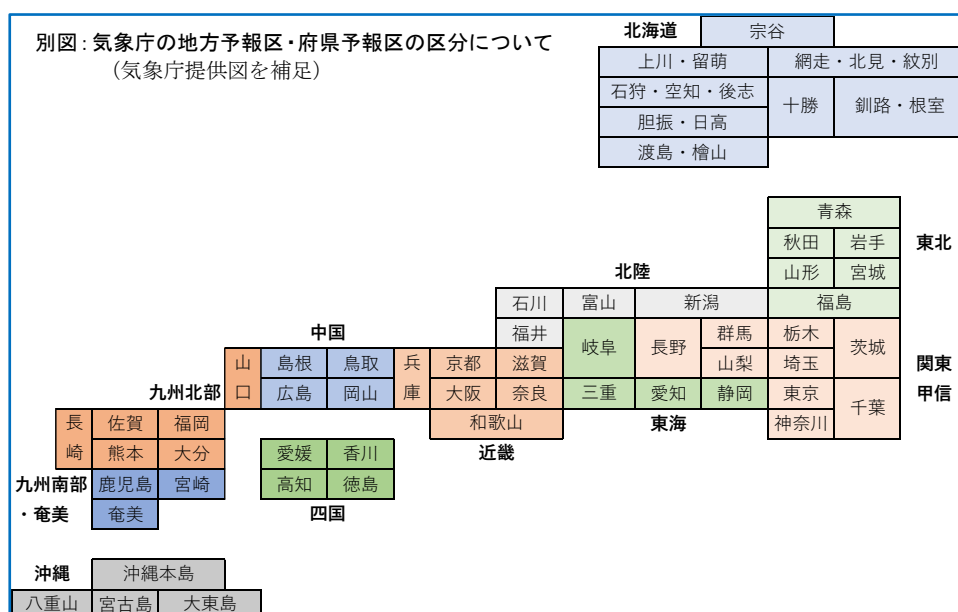 別図：気象庁の地方予報区・府県予報区の区分について
（気象庁提供図を補足）
北海道 宗谷
上川・留萌 網走・北見・紋別
石狩・空知・後志 十勝 釧路・根室
胆振・日高
渡島・檜山
青森
秋田 岩手 東北
山形 宮城
北陸
石川 富山 新潟 福島
中国 福井 岐阜 長野 群馬 栃木 茨城
山口 島根 鳥取 兵庫 京都 滋賀 山梨 埼玉 関東
九州北部 広島 岡山 大阪 奈良 三重 愛知 静岡 東京 千葉 甲信
長崎 佐賀 福岡 和歌山 東海 神奈川
熊本 大分 愛媛 香川 近畿
九州南部 鹿児島 宮崎 高知 徳島
・奄美 奄美 四国
沖縄 沖縄本島
八重山 宮古島 大東島